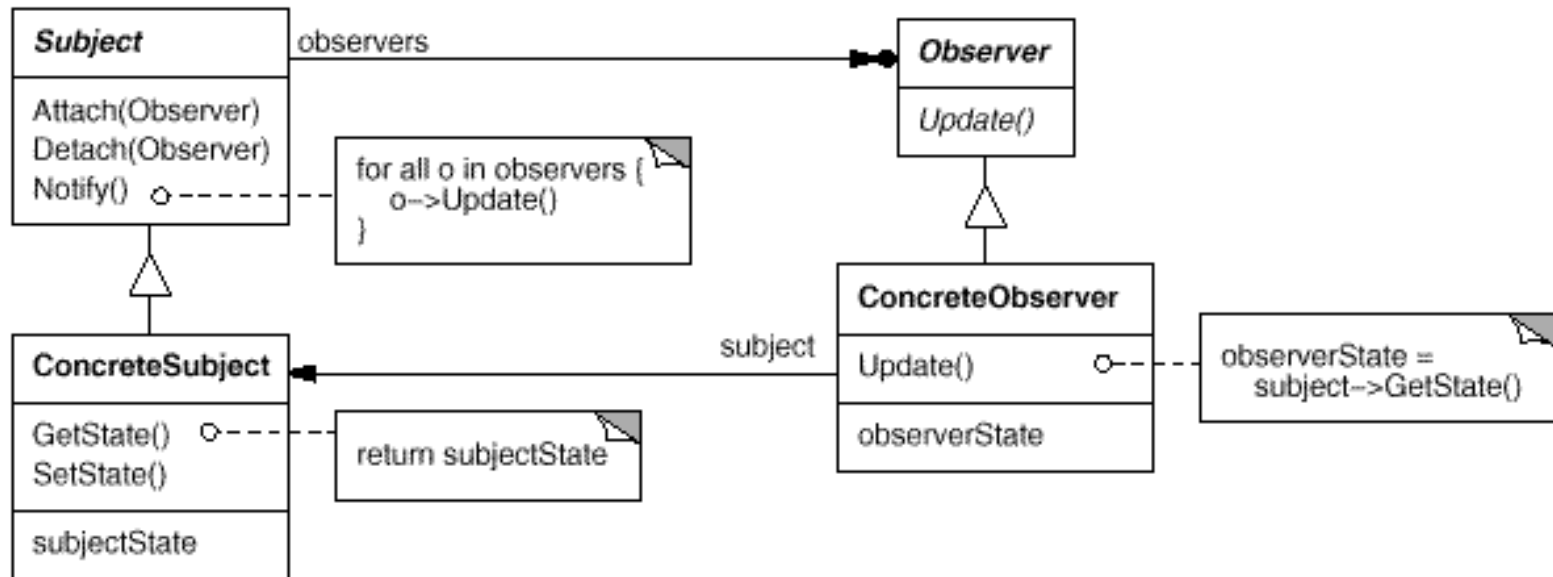 Subject
observers
Observer
Attach(Observer)
Detach(Observer)
Notify()
for all o in observers {
o->Update()
}
Update()
ConcreteSubject
GetState()
SetState()
subjectState
return subjectState
subject
ConcreteObserver
Update()
observerState
observerState =
subject->GetState()